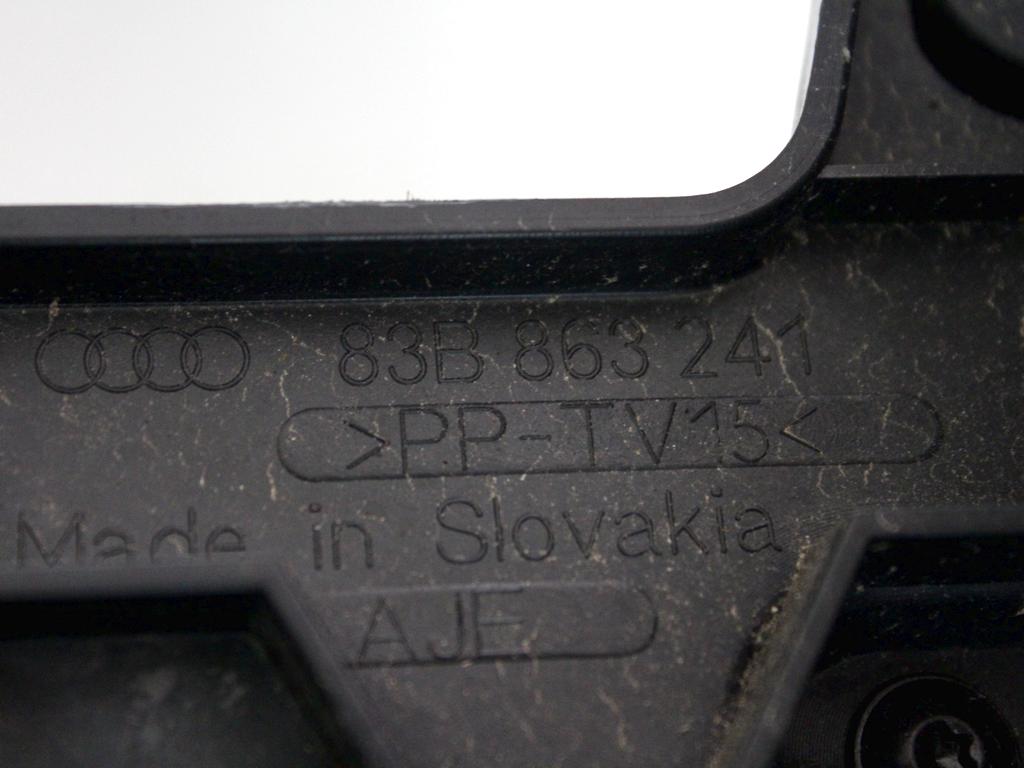 83B 863 241
>PP-TV15<
Made in Slovakia
AJE